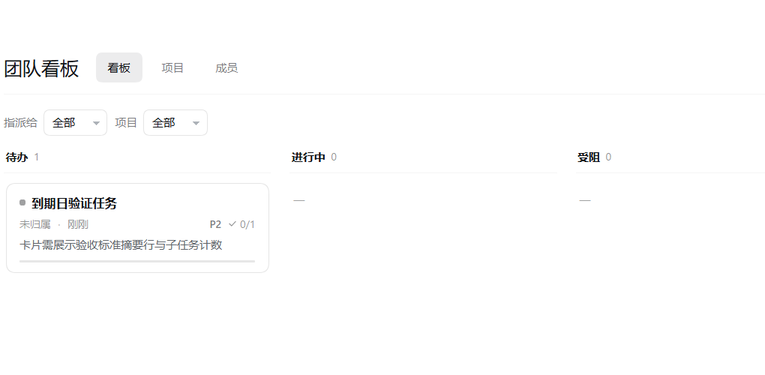 团队看板 看板 项目 成员
指派给 全部 项目 全部
待办 1 进行中 0 受阻 0
到期日验证任务 — —
未归属 · 刚刚 P2 ✓ 0/1
卡片需展示验收标准摘要行与子任务计数